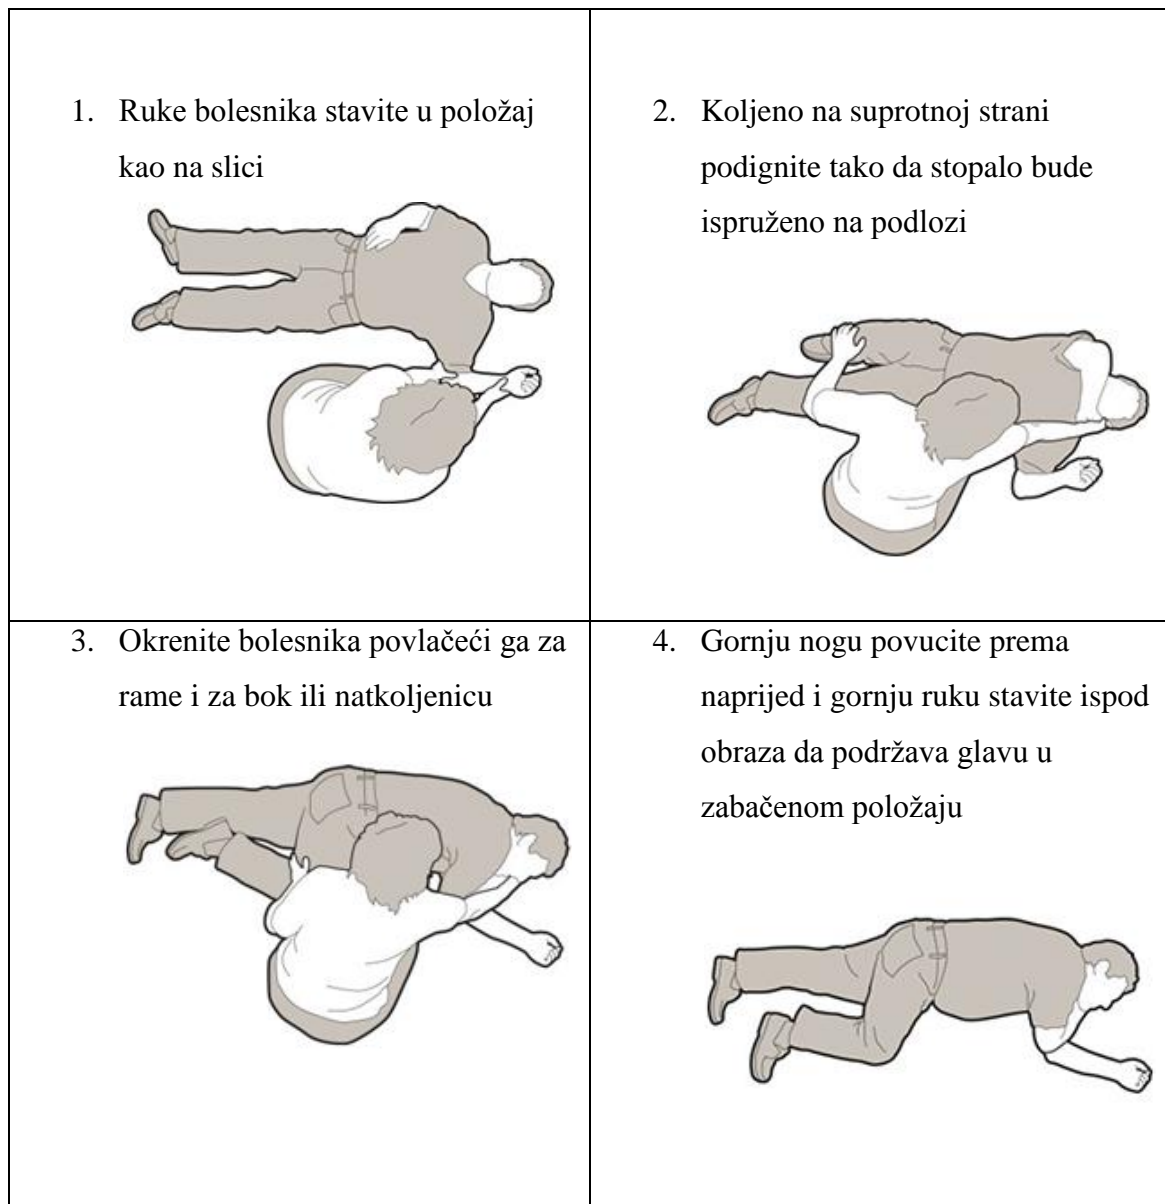 1. Ruke bolesnika stavite u položaj
kao na slici
2. Koljeno na suprotnoj strani
podignite tako da stopalo bude
ispruženo na podlozi
3. Okrenite bolesnika povlačeći ga za
rame i za bok ili natkoljenicu
4. Gornju nogu povucite prema
naprijed i gornju ruku stavite ispod
obraza da podržava glavu u
zabačenom položaju